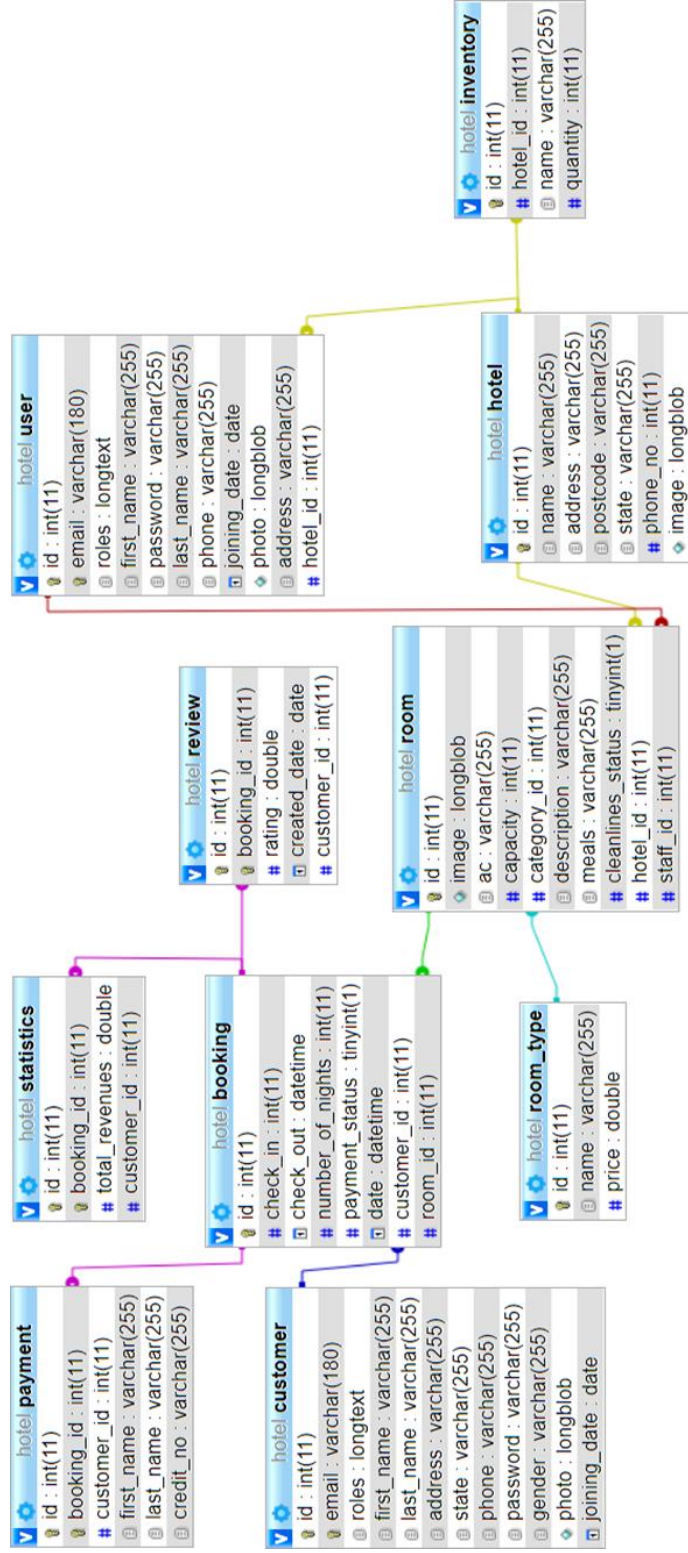 hotel payment
id : int(11)
booking_id : int(11)
customer_id : int(11)
first_name : varchar(255)
last_name : varchar(255)
credit_no : varchar(255)
hotel statistics
id : int(11)
booking_id : int(11)
total_revenues : double
customer_id : int(11)
hotel review
id : int(11)
booking_id : int(11)
rating : double
created_date : date
customer_id : int(11)
hotel user
id : int(11)
email : varchar(180)
roles : longtext
first_name : varchar(255)
password : varchar(255)
last_name : varchar(255)
phone : varchar(255)
joining_date : date
photo : longblob
address : varchar(255)
hotel_id : int(11)
hotel customer
id : int(11)
email : varchar(180)
roles : longtext
first_name : varchar(255)
last_name : varchar(255)
address : varchar(255)
state : varchar(255)
phone : varchar(255)
password : varchar(255)
gender : varchar(255)
photo : longblob
joining_date : date
hotel booking
id : int(11)
check_in : int(11)
check_out : datetime
number_of_nights : int(11)
payment_status : tinyint(1)
date : datetime
customer_id : int(11)
room_id : int(11)
hotel room_type
id : int(11)
name : varchar(255)
price : double
hotel room
id : int(11)
image : longblob
ac : varchar(255)
capacity : int(11)
category_id : int(11)
description : varchar(255)
meals : varchar(255)
cleanlines_status : tinyint(1)
hotel_id : int(11)
staff_id : int(11)
hotel hotel
id : int(11)
name : varchar(255)
address : varchar(255)
postcode : varchar(255)
state : varchar(255)
phone_no : int(11)
image : longblob
hotel inventory
id : int(11)
hotel_id : int(11)
name : varchar(255)
quantity : int(11)